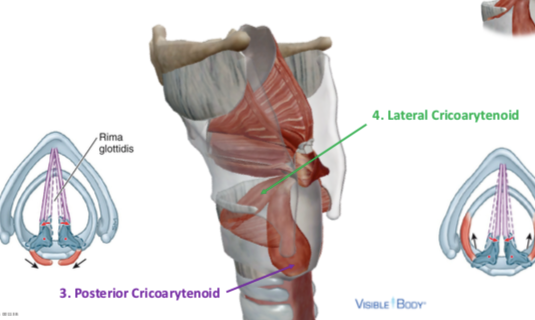 4. Lateral Cricoarytenoid
Rima
glottidis
3. Posterior Cricoarytenoid
VISIBLE BODY®